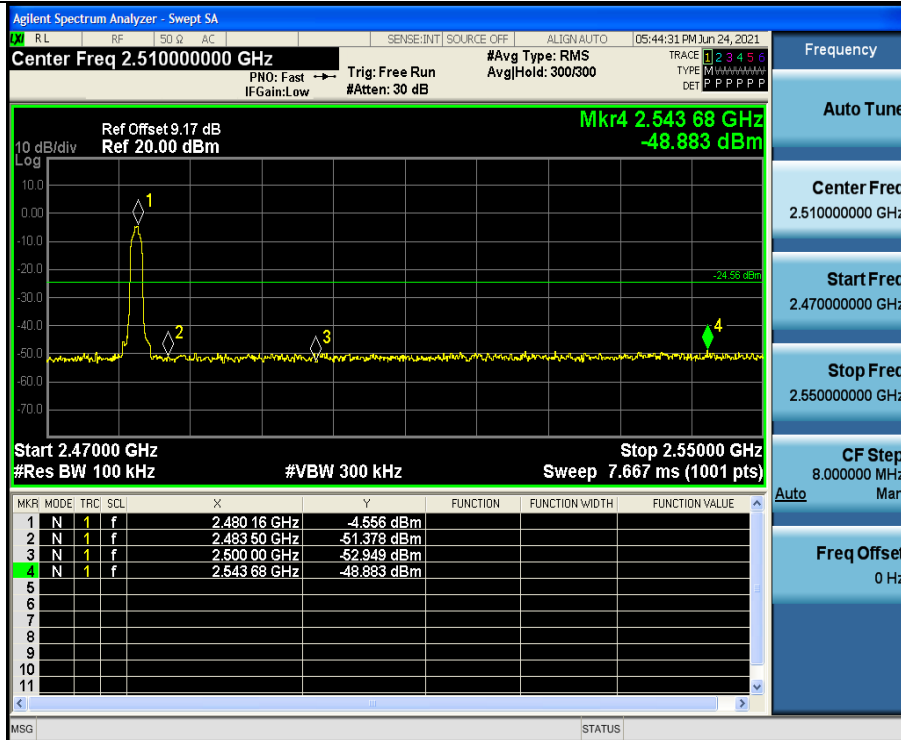 Agilent Spectrum Analyzer - Swept SA
LXI RL RF 50 Ω AC SENSE:INT SOURCE OFF ALIGN AUTO 05:44:31 PM Jun 24, 2021
Center Freq 2.510000000 GHz
#Avg Type: RMS
TRACE 1 2 3 4 5 6
PNO: Fast Trig: Free Run Avg|Hold: 300/300
TYPE M
IFGain:Low #Atten: 30 dB
DET P P P P P P
Mkr4 2.543 68 GHz
-48.883 dBm
Ref Offset 9.17 dB
10 dB/div Ref 20.00 dBm
Log
10.0
0.00
-10.0
-20.0
-30.0
-40.0
-50.0
-60.0
-70.0
1
2
3
4
-24.56 dBm
Start 2.47000 GHz Stop 2.55000 GHz
#Res BW 100 kHz #VBW 300 kHz Sweep 7.667 ms (1001 pts)
MKR MODE TRC SCL X Y FUNCTION FUNCTION WIDTH FUNCTION VALUE
1 N 1 f 2.480 16 GHz -4.556 dBm
2 N 1 f 2.483 50 GHz -51.378 dBm
3 N 1 f 2.500 00 GHz -52.949 dBm
4 N 1 f 2.543 68 GHz -48.883 dBm
5
6
7
8
9
10
11
MSG STATUS
Frequency
Auto Tune
Center Freq
2.510000000 GHz
Start Freq
2.470000000 GHz
Stop Freq
2.550000000 GHz
CF Step
8.000000 MHz
Auto Man
Freq Offset
0 Hz